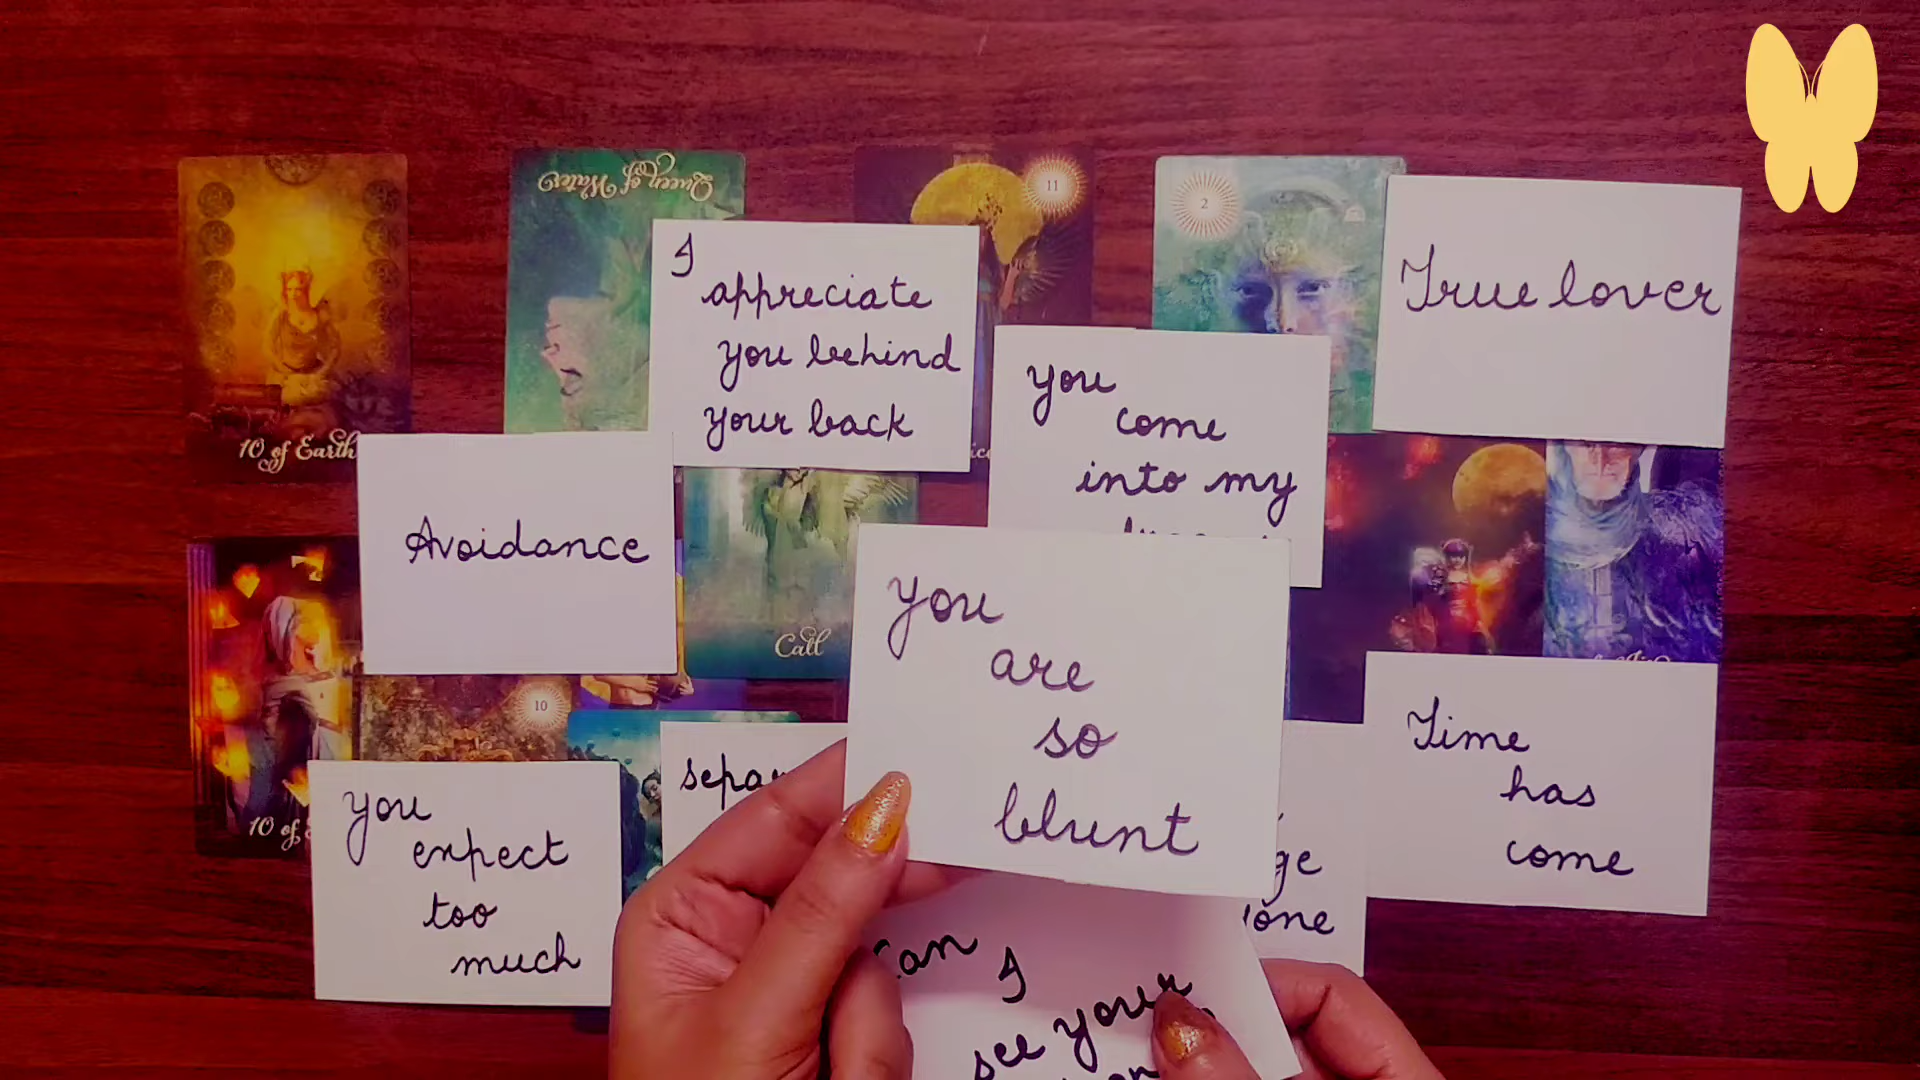 Queen of Water
11
2
I
appreciate
you behind
your back
True lover
you
come
into my
10 of Earth
Avoidance
you
are
so
blunt
Call
10
Time
has
come
you
expect
too
much
10 of
Can
I
see your